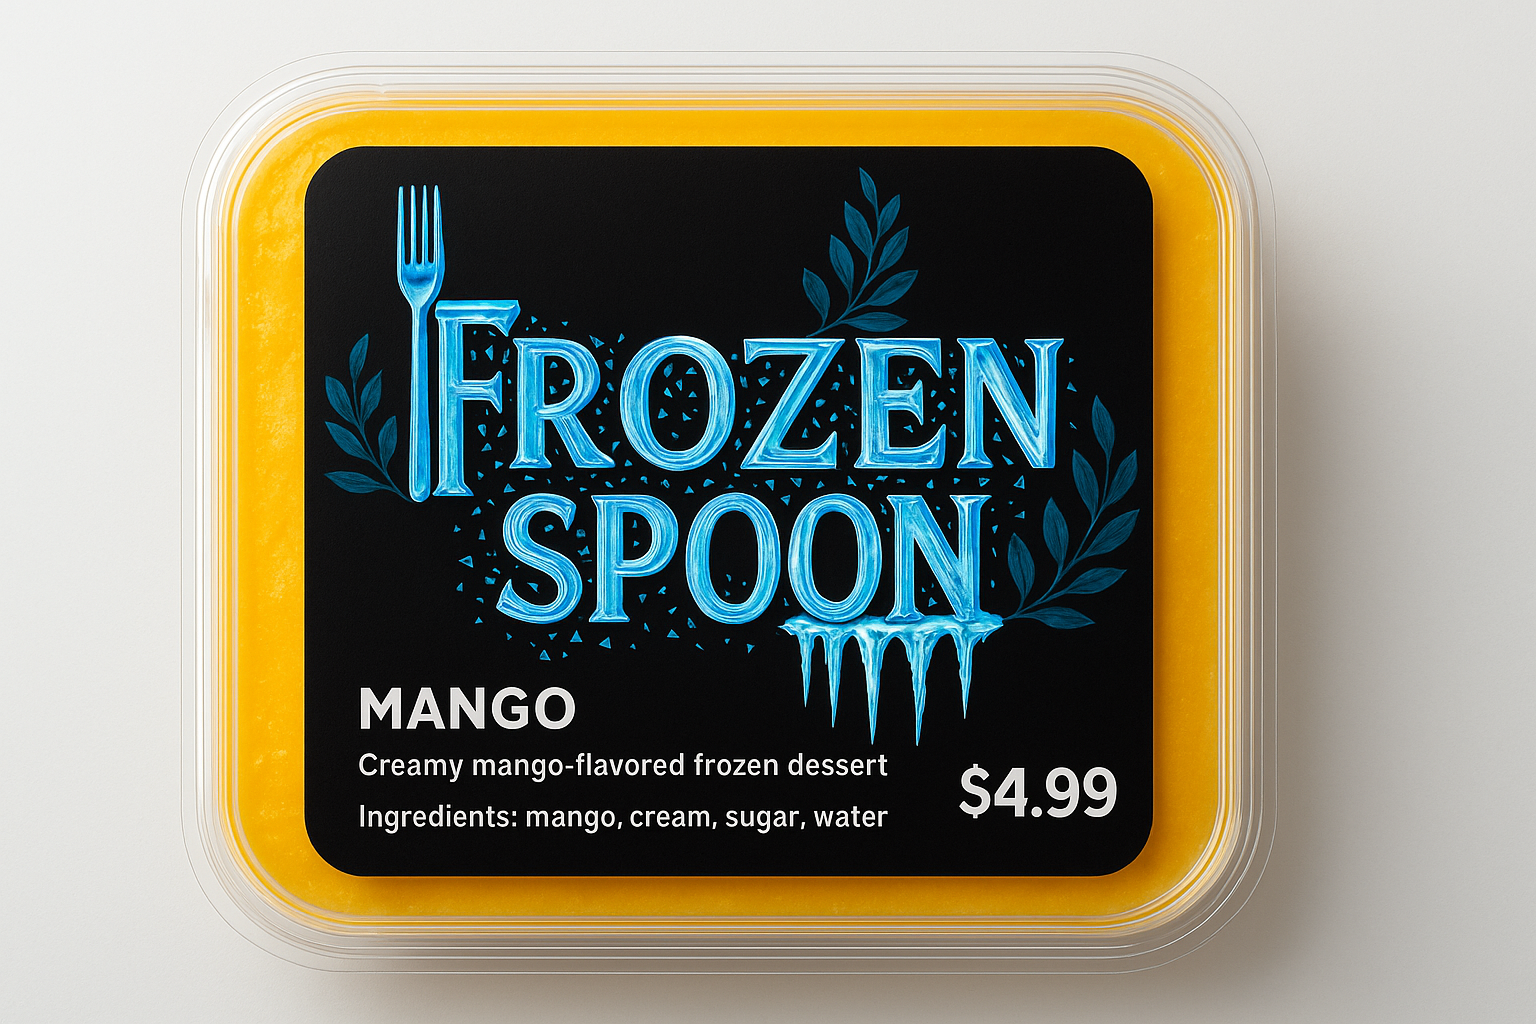 FROZEN
SPOON
MANGO
Creamy mango-flavored frozen dessert
Ingredients: mango, cream, sugar, water
$4.99